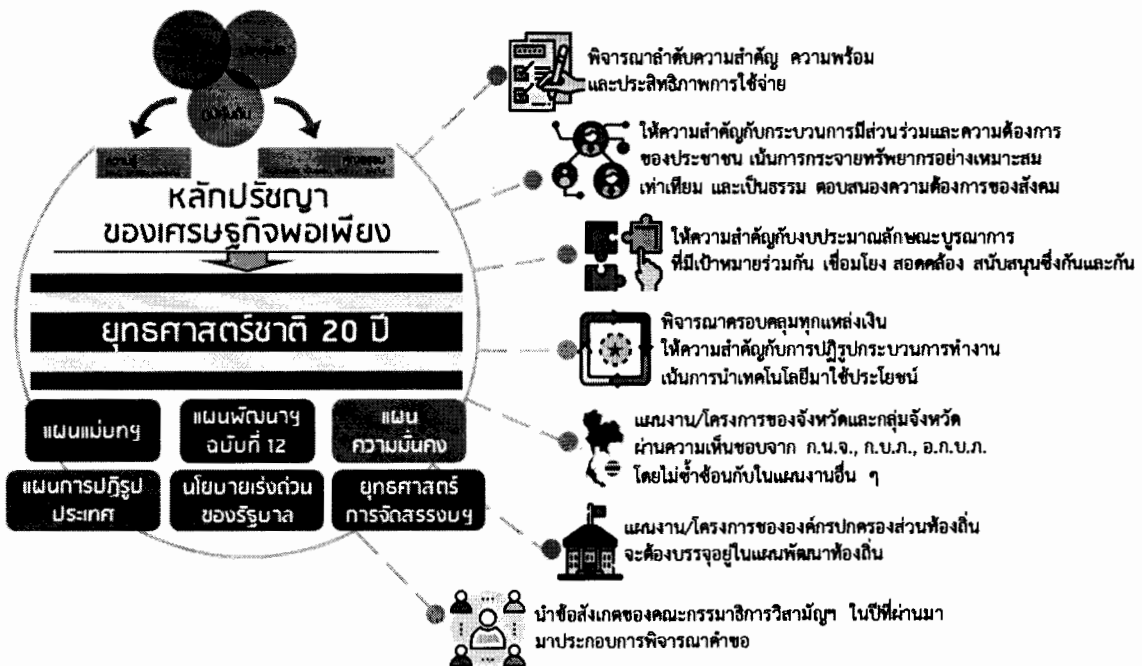 ภูมิคุ้มกัน
ความรู้
คุณธรรม
หลักปรัชญา
ของเศรษฐกิจพอเพียง
ยุทธศาสตร์ชาติ 20 ปี
แผนแม่บทฯ
แผนพัฒนาฯ
ฉบับที่ 12
แผน
ความมั่นคง
แผนการปฏิรูป
ประเทศ
นโยบายเร่งด่วน
ของรัฐบาล
ยุทธศาสตร์
การจัดสรรงบฯ
พิจารณาลำดับความสำคัญ ความพร้อม
และประสิทธิภาพการใช้จ่าย
ให้ความสำคัญกับกระบวนการมีส่วนร่วมและความต้องการ
ของประชาชน เน้นการกระจายทรัพยากรอย่างเหมาะสม
เท่าเทียม และเป็นธรรม ตอบสนองความต้องการของสังคม
ให้ความสำคัญกับงบประมาณลักษณะบูรณาการ
ที่มีเป้าหมายร่วมกัน เชื่อมโยง สอดคล้อง สนับสนุนซึ่งกันและกัน
พิจารณาครอบคลุมทุกแหล่งเงิน
ให้ความสำคัญกับการปฏิรูปกระบวนการทำงาน
เน้นการนำเทคโนโลยีมาใช้ประโยชน์
แผนงาน/โครงการของจังหวัดและกลุ่มจังหวัด
ผ่านความเห็นชอบจาก ก.น.จ., ก.บ.ภ., อ.ก.บ.ภ.
โดยไม่ซ้ำซ้อนกับในแผนงานอื่น ๆ
แผนงาน/โครงการขององค์กรปกครองส่วนท้องถิ่น
จะต้องบรรจุอยู่ในแผนพัฒนาท้องถิ่น
นำข้อสังเกตของคณะกรรมาธิการวิสามัญฯ ในปีที่ผ่านมา
มาประกอบการพิจารณาคำขอ